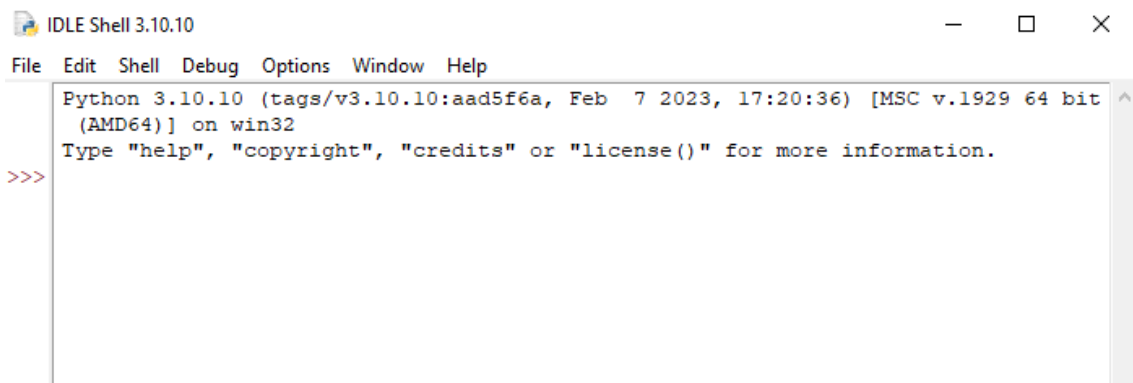 IDLE Shell 3.10.10
File Edit Shell Debug Options Window Help
Python 3.10.10 (tags/v3.10.10:aad5f6a, Feb  7 2023, 17:20:36) [MSC v.1929 64 bit
(AMD64)] on win32
Type "help", "copyright", "credits" or "license()" for more information.
>>>